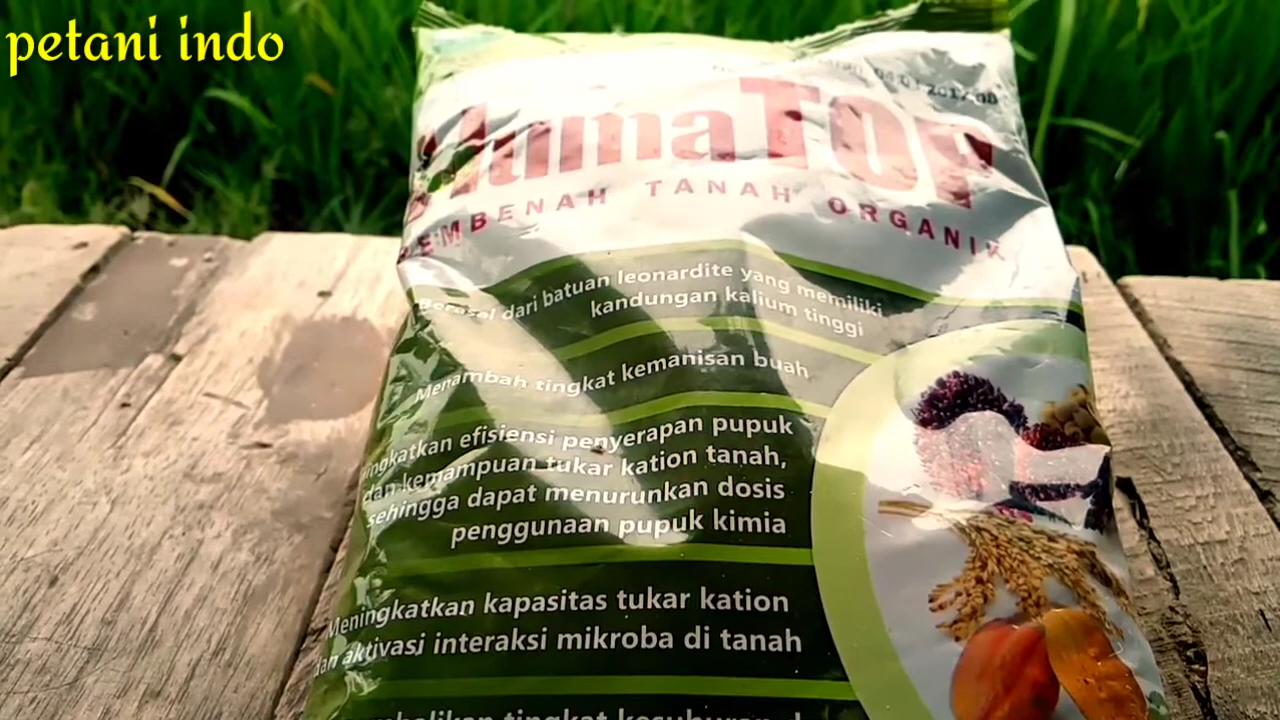 petani indo
HumaTOP
PEMBENAH TANAH ORGANIK
Berasal dari batuan leonardite yang memiliki
kandungan kalium tinggi
Menambah tingkat kemanisan buah
ingkatkan efisiensi penyerapan pupuk
dan kemampuan tukar kation tanah,
sehingga dapat menurunkan dosis
penggunaan pupuk kimia
Meningkatkan kapasitas tukar kation
dan aktivasi interaksi mikroba di tanah
tingkat